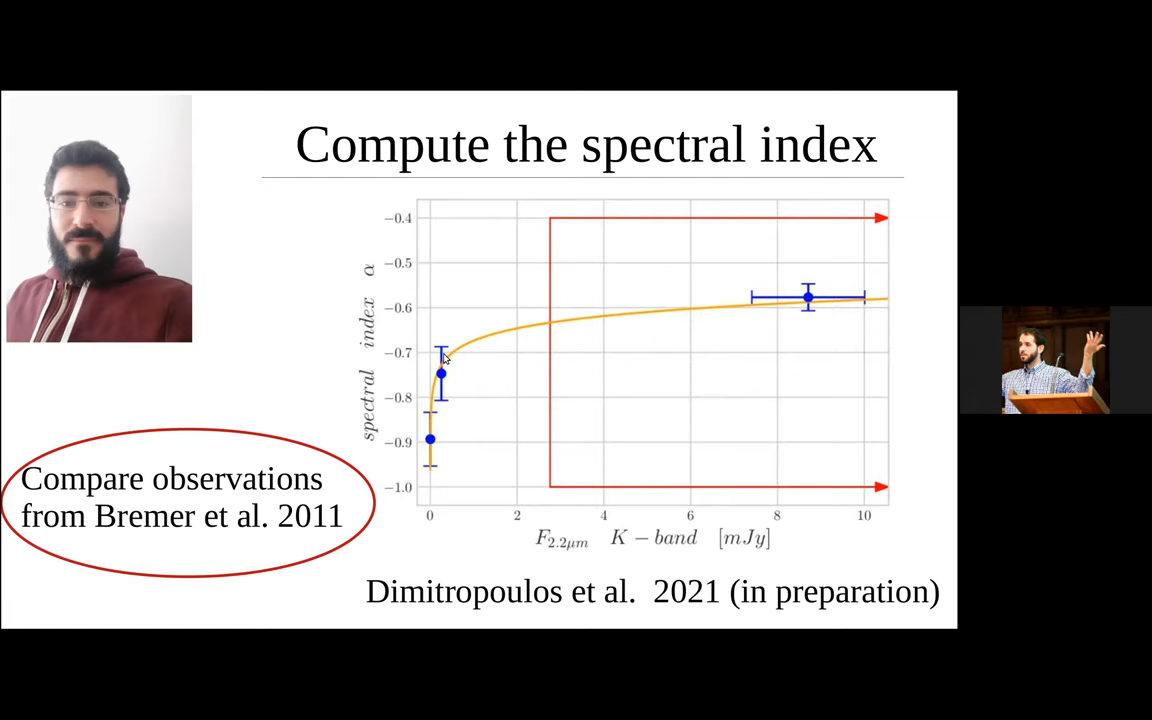 Compute the spectral index
−0.4
−0.5
−0.6
−0.7
−0.8
−0.9
−1.0
spectral index α
0 2 4 6 8 10
F2.2μm K − band [mJy]
Compare observations
from Bremer et al. 2011
Dimitropoulos et al. 2021 (in preparation)